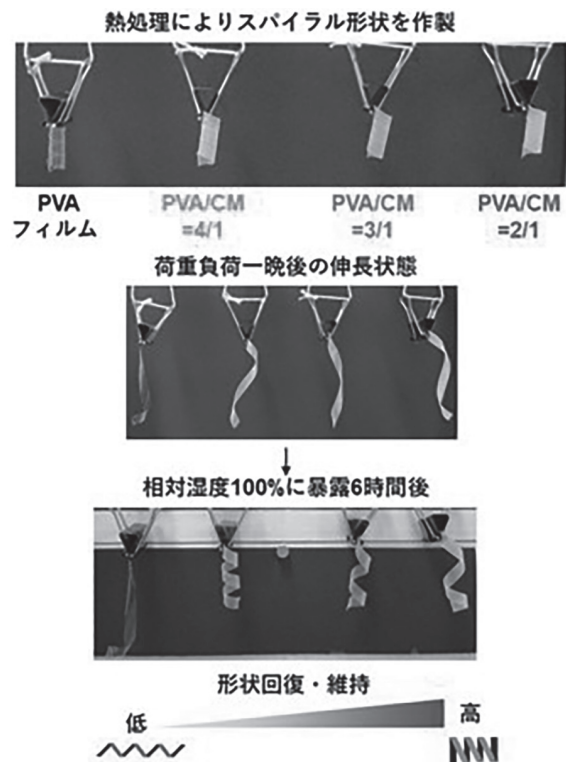 熱処理によりスパイラル形状を作製
PVA
フィルム
PVA/CM
=4/1
PVA/CM
=3/1
PVA/CM
=2/1
荷重負荷一晩後の伸長状態
相対湿度100%に暴露6時間後
形状回復・維持
低
高